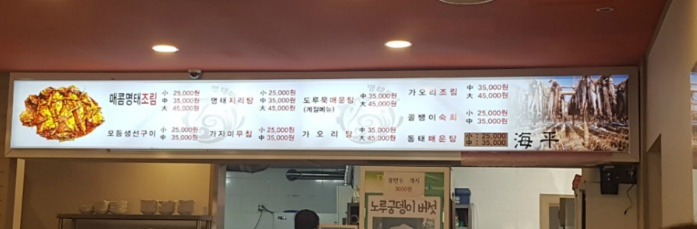 매콤명태조림 小 25,000원 中 35,000원 大 45,000원
명태지리탕 小 25,000원 中 35,000원 大 45,000원
도루묵매운탕 (계절메뉴) 中 35,000원 大 45,000원
가오리조림 中 35,000원 大 45,000원
골뱅이숙회 小 25,000원 中 35,000원
모듬생선구이 小 25,000원 中 35,000원
가자미무침 小 25,000원 中 35,000원
가오리탕 中 35,000원 大 45,000원
동태매운탕 小 : 25,000 中 : 35,000
海平
3000원
노루궁뎅이버섯